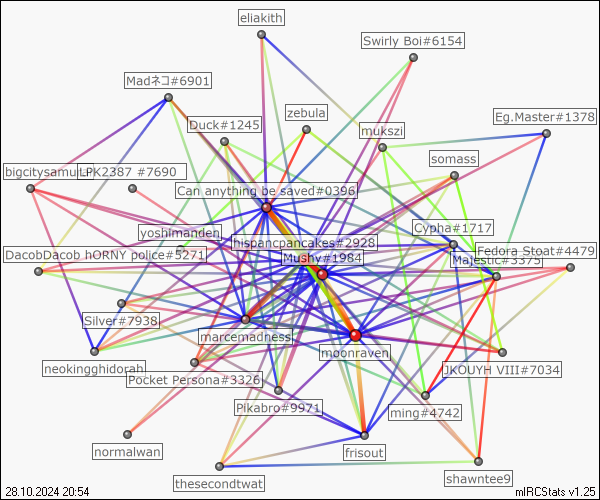 eliakith
Swirly Boi#6154
Madネコ#6901
zebula
Eg.Master#1378
Duck#1245
mukszi
somass
bigcitysamurai
LPK2387 #7690
Can anything be saved#0396
Cypha#1717
yoshimanden
hispancpancakes#2928
Fedora Stoat#4479
DacobDacob hORNY police#5271
Mushy#1984
Majestic#3375
Silver#7938
marcemadness
moonraven
neokingghidorah
Pocket Persona#3326
JKOUYH VIII#7034
Pikabro#9971
ming#4742
normalwan
frisout
thesecondtwat
shawntee9
28.10.2024 20:54
mIRCStats v1.25